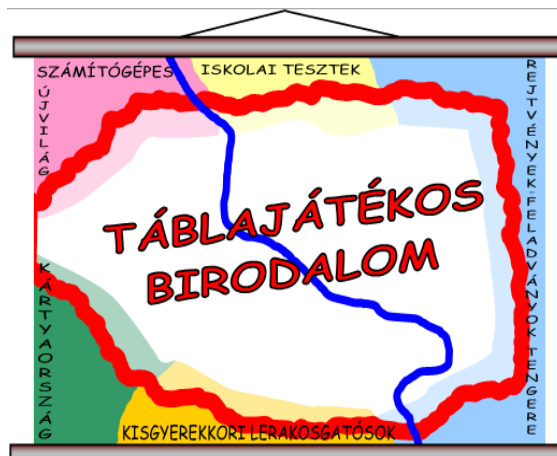 SZÁMÍTÓGÉPES
ÚJVILÁG
ISKOLAI TESZTEK
REJTVÉNYEK-FELADVÁNYOK TENGERE
TÁBLAJÁTÉKOS
BIRODALOM
KÁRTYAORSZÁG
KISGYEREKKORI LERAKOSGATÓSOK